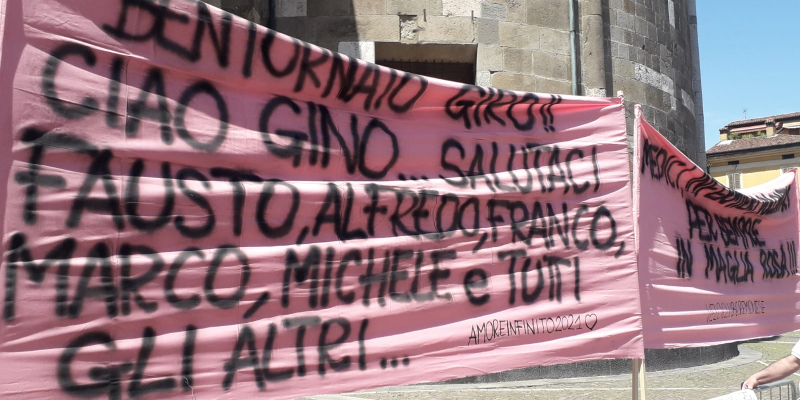 BENTORNATO GIRO!!
CIAO GINO... SALUTACI
FAUSTO, ALFREDO, FRANCO,
MARCO, MICHELE e TUTTI
GLI ALTRI...
AMOREINFINITO2021♡
MEDICI
PER SEMPRE
IN MAGLIA ROSA!!!